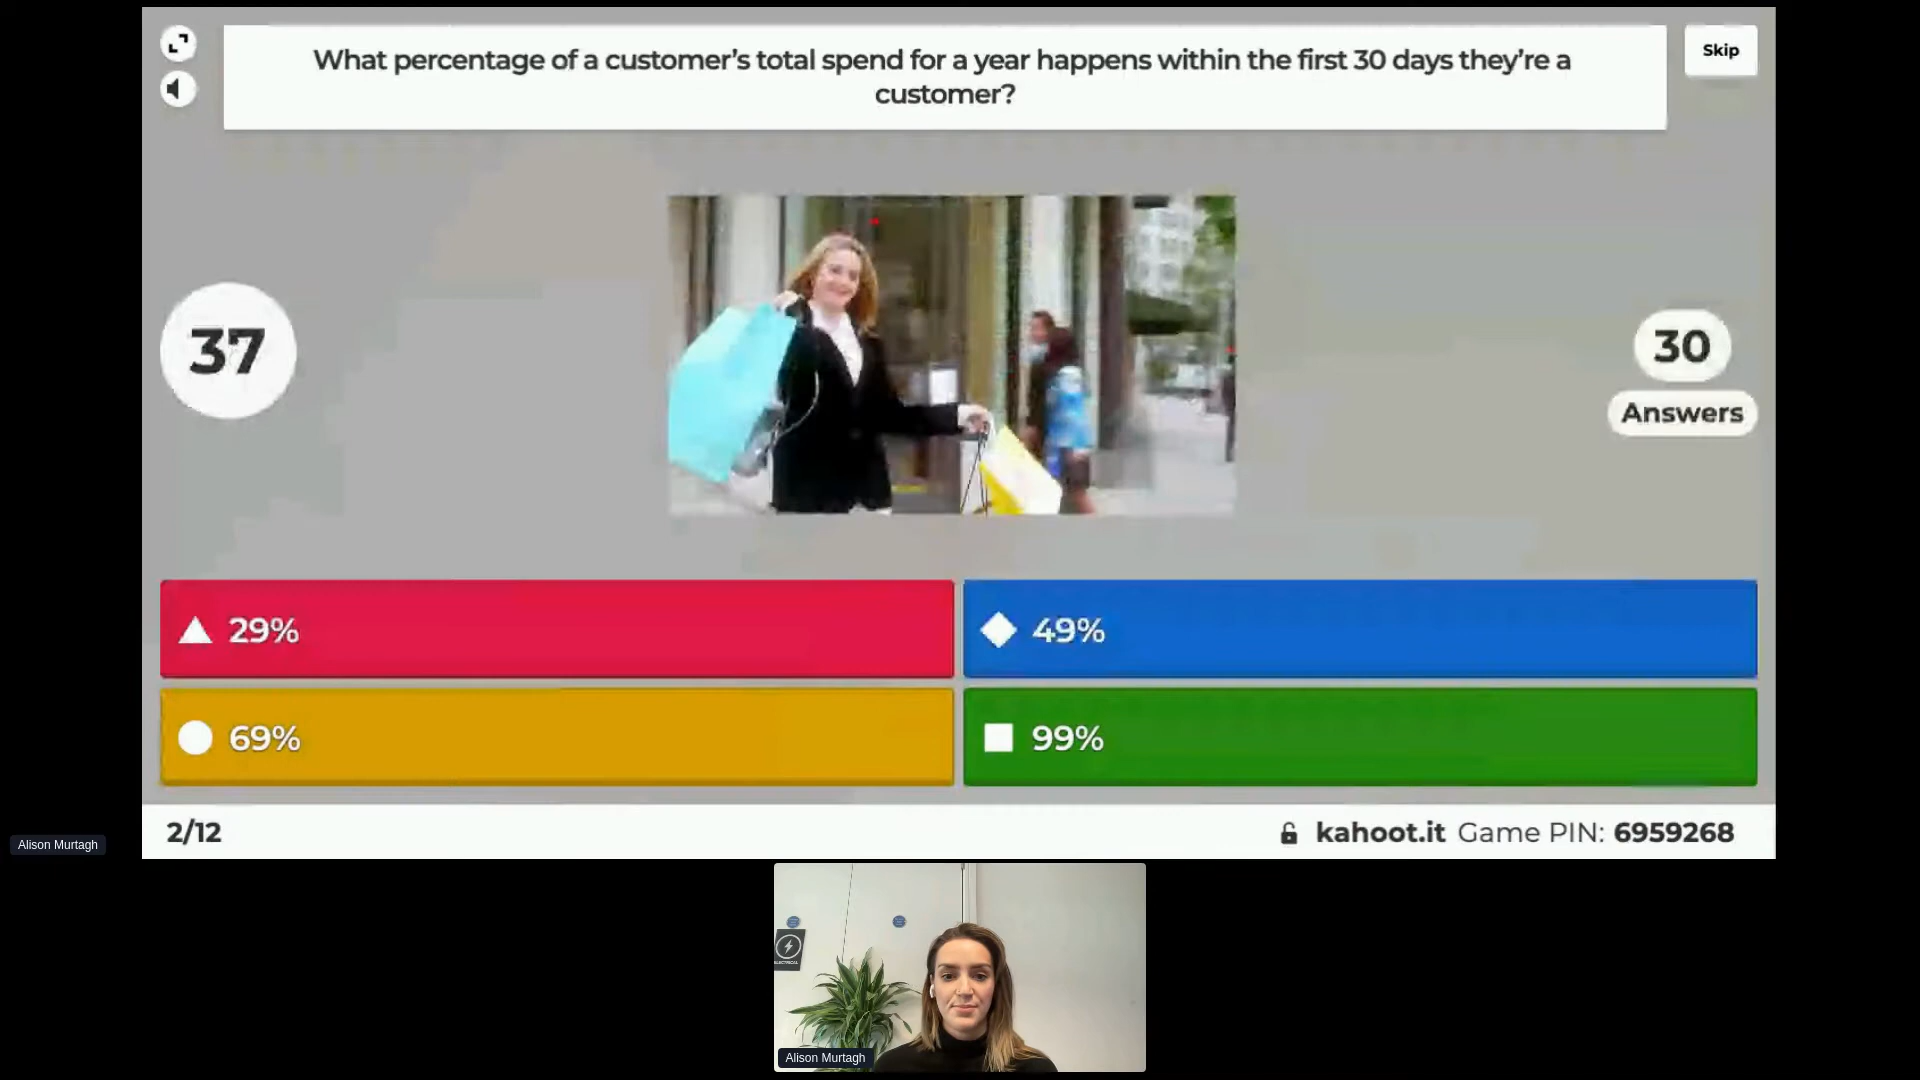 What percentage of a customer's total spend for a year happens within the first 30 days they're a
customer?
Skip
37
30
Answers
29%
49%
69%
99%
2/12
kahoot.it Game PIN: 6959268
Alison Murtagh
Alison Murtagh